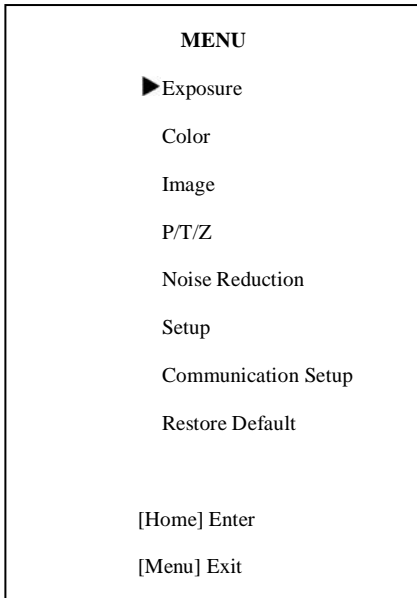 MENU
▶Exposure
Color
Image
P/T/Z
Noise Reduction
Setup
Communication Setup
Restore Default
[Home] Enter
[Menu] Exit